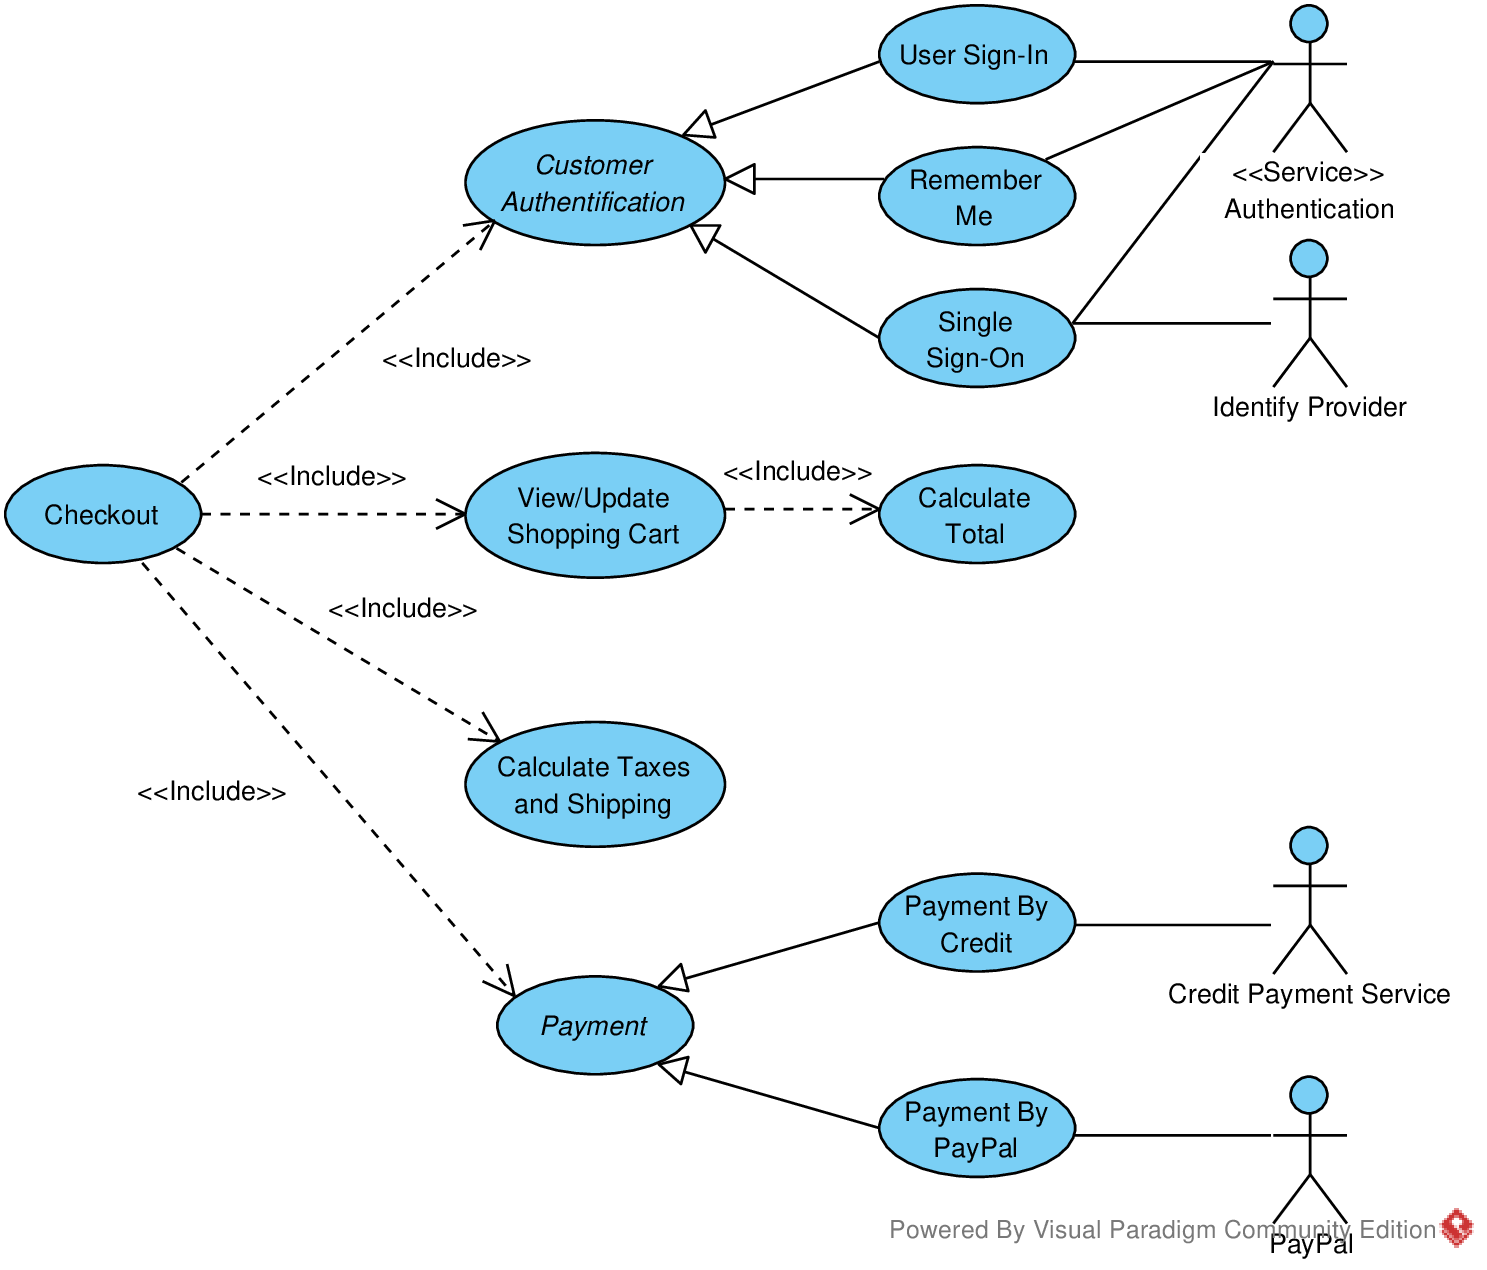 User Sign-In
Customer
Authentification
Remember
Me
<<Service>>
Authentication
Single
Sign-On
<<Include>>
Identify Provider
<<Include>>
<<Include>>
Checkout
View/Update
Shopping Cart
Calculate
Total
<<Include>>
Calculate Taxes
and Shipping
<<Include>>
Payment By
Credit
Credit Payment Service
Payment
Payment By
PayPal
Powered By Visual Paradigm Community Edition
PayPal